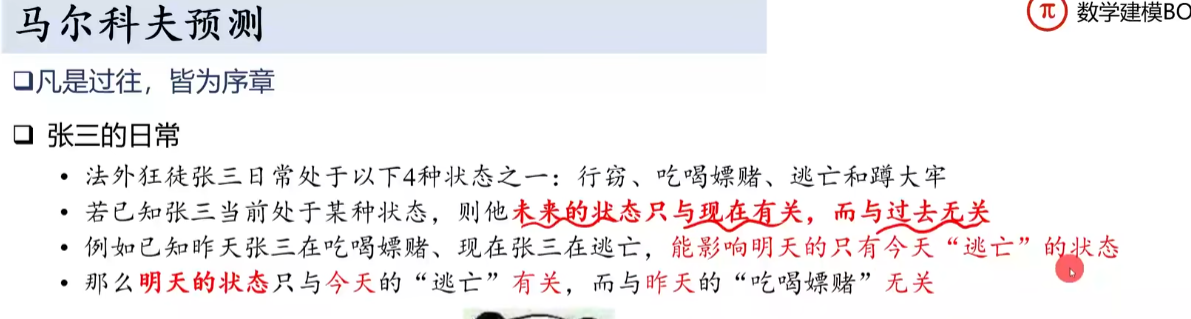 马尔科夫预测
π 数学建模BO
凡是过往，皆为序章
张三的日常
• 法外狂徒张三日常处于以下4种状态之一：行窃、吃喝嫖赌、逃亡和蹲大牢
• 若已知张三当前处于某种状态，则他未来的状态只与现在有关，而与过去无关
• 例如已知昨天张三在吃喝嫖赌、现在张三在逃亡，能影响明天的只有今天“逃亡”的状态
• 那么明天的状态只与今天的“逃亡”有关，而与昨天的“吃喝嫖赌”无关